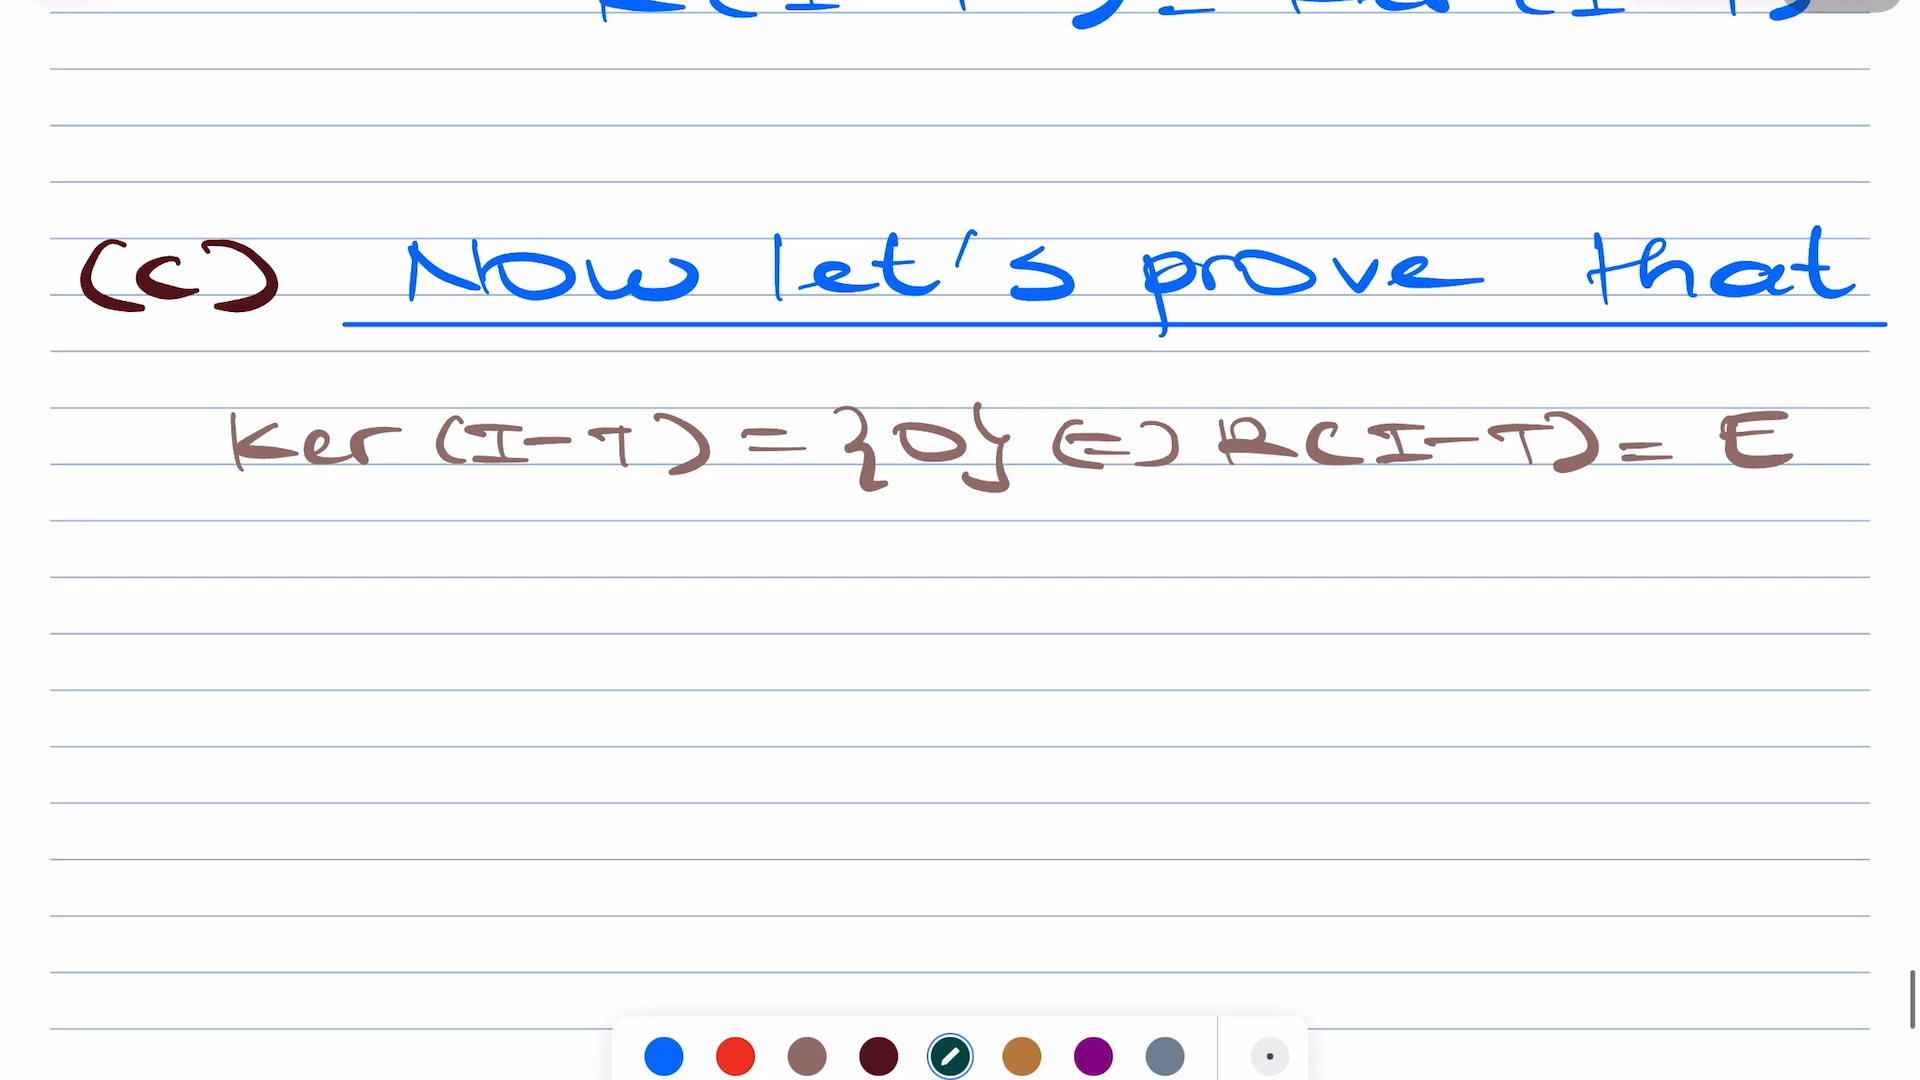 (c) Now let's prove that
Ker (I-T) = {0} (=) R(I-T) = E